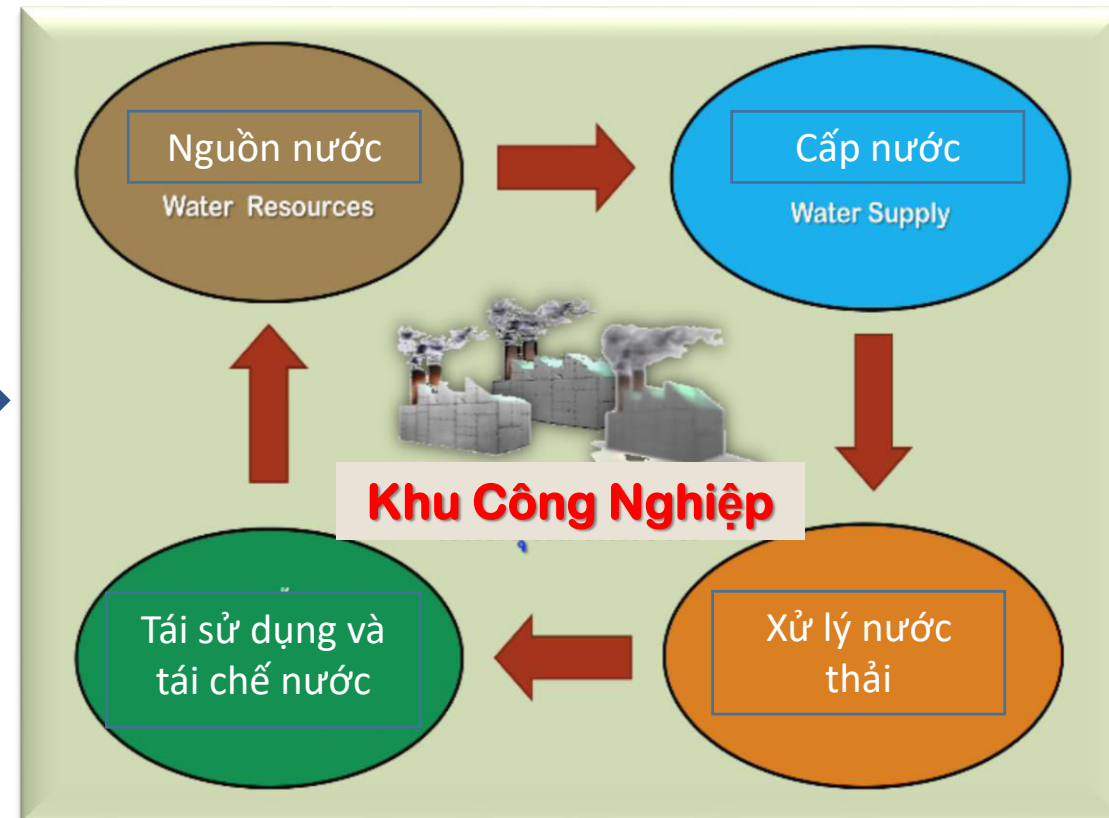 Nguồn nước
Water Resources
Cấp nước
Water Supply
Khu Công Nghiệp
Tái sử dụng và
tái chế nước
Xử lý nước
thải